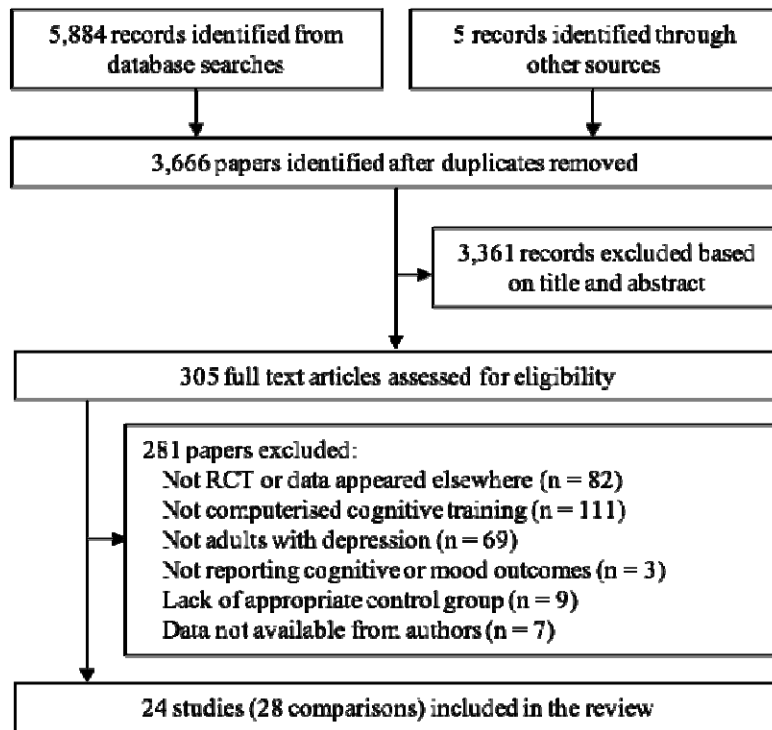 5,884 records identified from
database searches
5 records identified through
other sources
3,666 papers identified after duplicates removed
3,361 records excluded based
on title and abstract
305 full text articles assessed for eligibility
281 papers excluded:
Not RCT or data appeared elsewhere (n = 82)
Not computerised cognitive training (n = 111)
Not adults with depression (n = 69)
Not reporting cognitive or mood outcomes (n = 3)
Lack of appropriate control group (n = 9)
Data not available from authors (n = 7)
24 studies (28 comparisons) included in the review